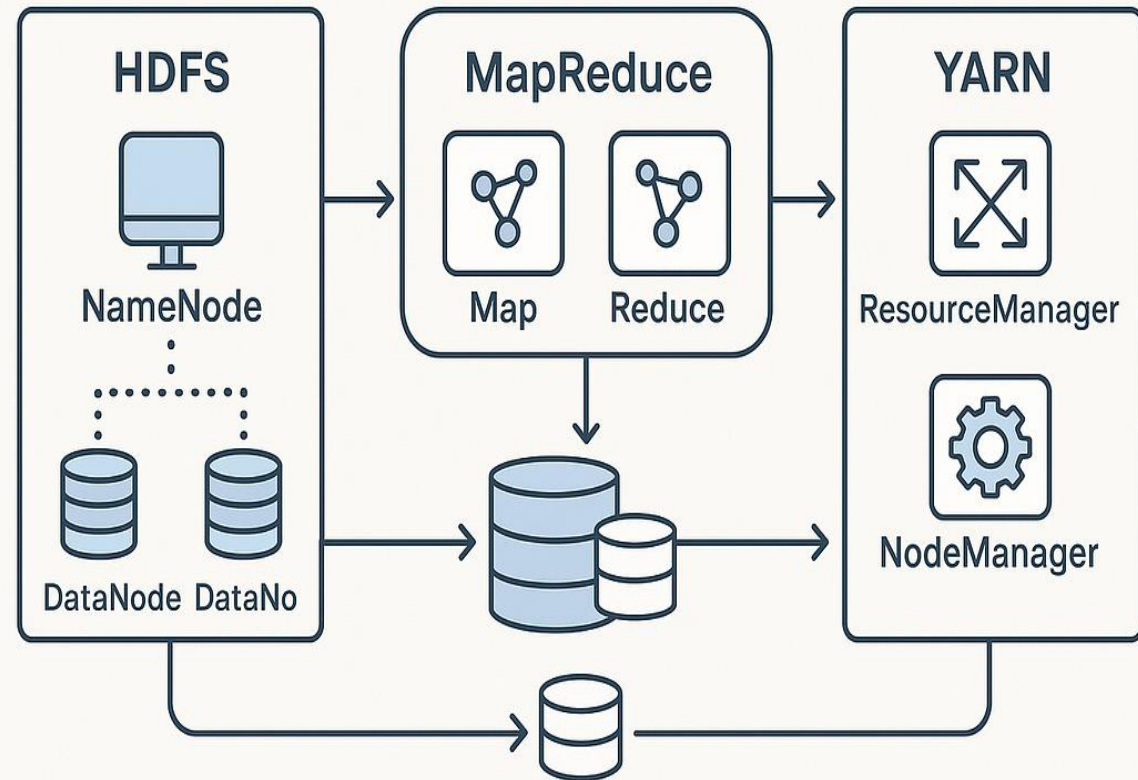 HDFS
NameNode
DataNode DataNo
MapReduce
Map Reduce
YARN
ResourceManager
NodeManager